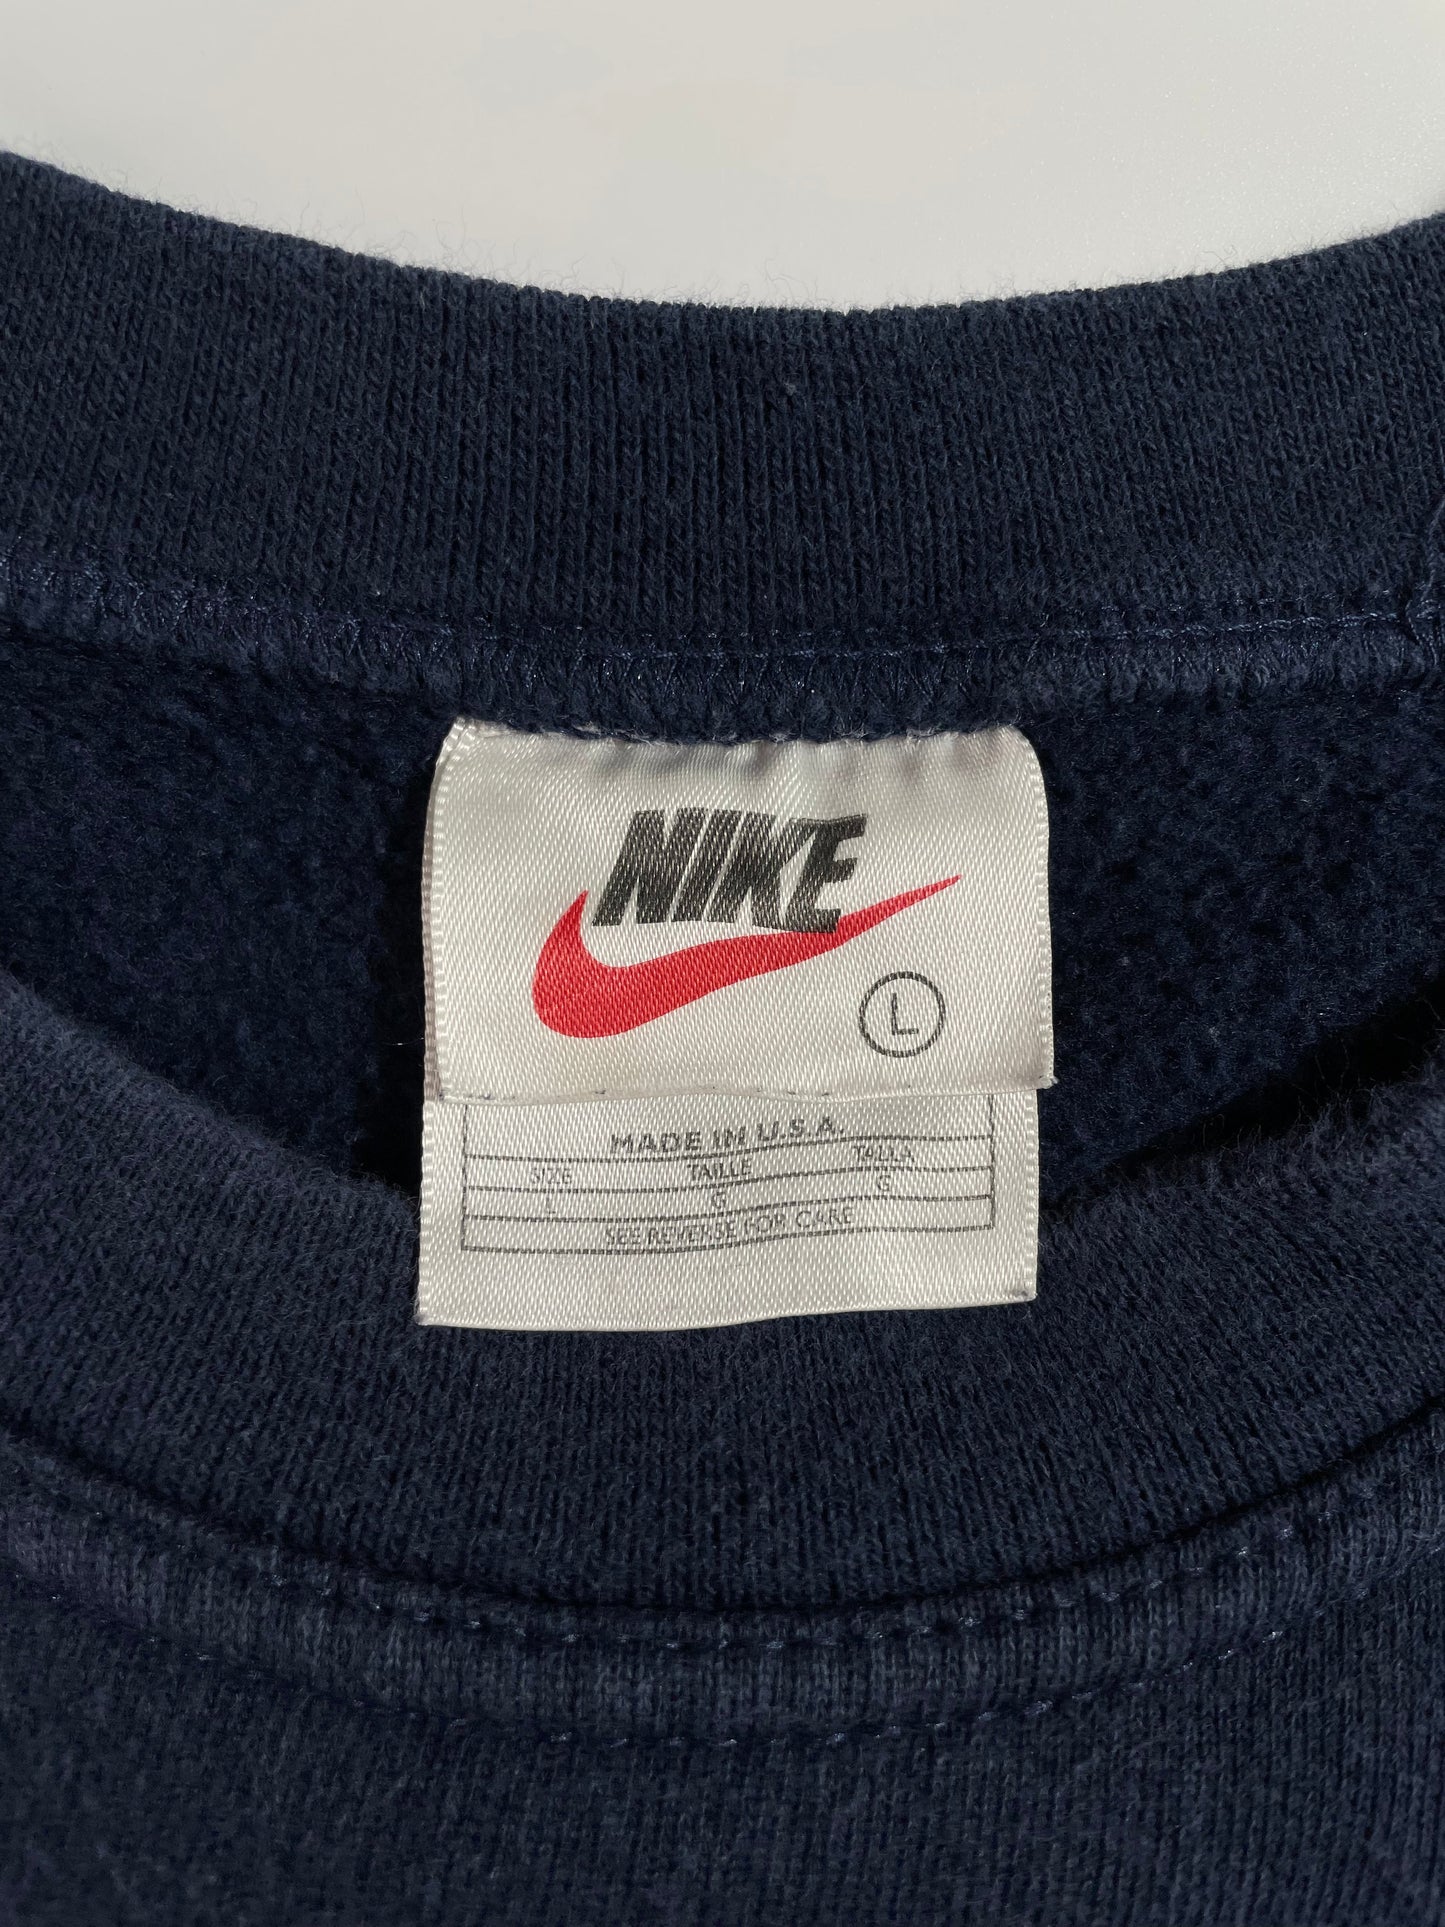 NIKE
L
MADE IN U.S.A.
SIZE TAILLE TALLA
L G G
SEE REVERSE FOR CARE